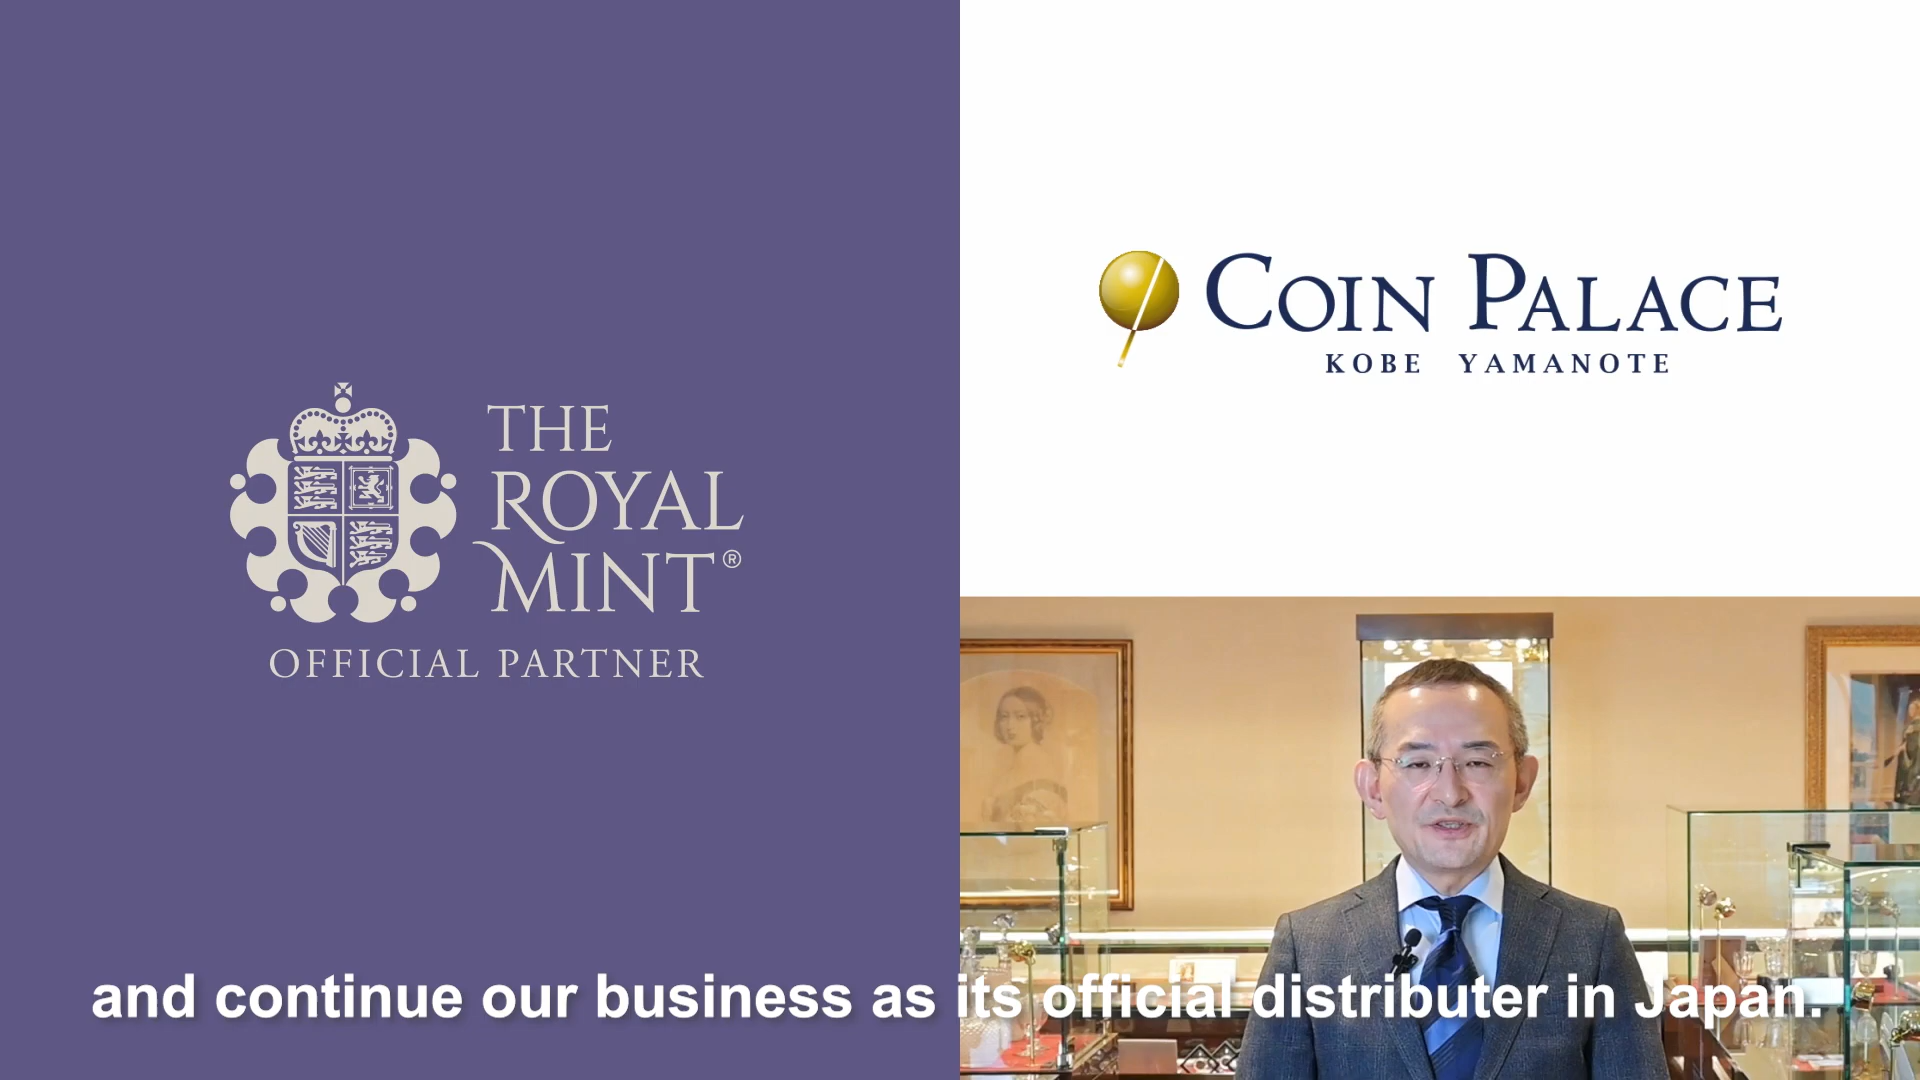 THE
ROYAL
MINT®
OFFICIAL PARTNER
COIN PALACE
KOBE YAMANOTE
and continue our business as its official distributer in Japan.